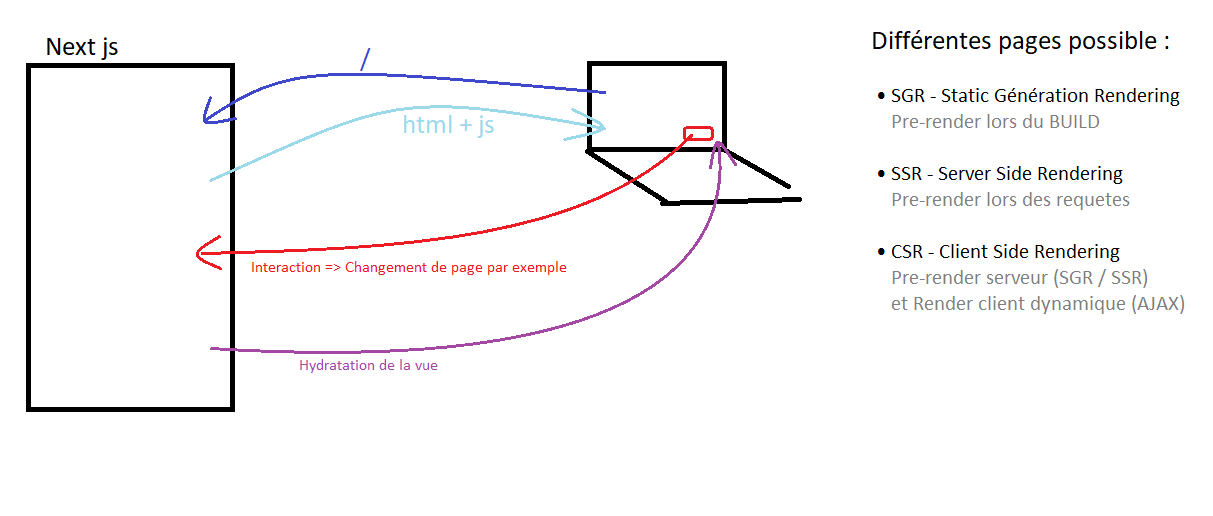 Next js
/
html + js
Interaction => Changement de page par exemple
Hydratation de la vue
Différentes pages possible :
• SGR - Static Génération Rendering
Pre-render lors du BUILD
• SSR - Server Side Rendering
Pre-render lors des requetes
• CSR - Client Side Rendering
Pre-render serveur (SGR / SSR)
et Render client dynamique (AJAX)